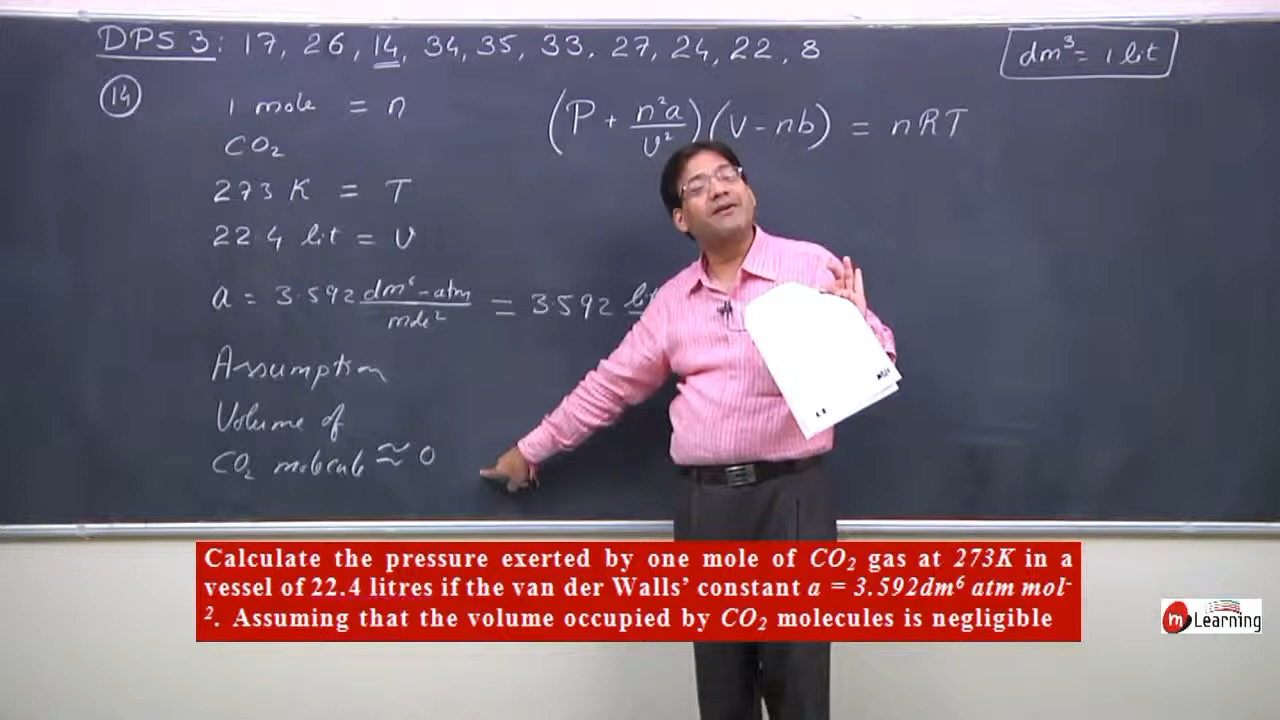 DPS 3: 17, 26, 14, 34, 35, 33, 27, 24, 22, 8
dm³ = 1 lit
14
1 mole = n
(P + n²a/v²)(v - nb) = nRT
CO₂
273 K = T
22.4 lit = v
a = 3.592 dm⁶-atm/mole² = 3.592 lit
Assumption
Volume of
CO₂ molecule ≈ 0
Calculate the pressure exerted by one mole of CO₂ gas at 273K in a
vessel of 22.4 litres if the van der Walls' constant a = 3.592dm⁶ atm mol⁻
². Assuming that the volume occupied by CO₂ molecules is negligible
m Learning